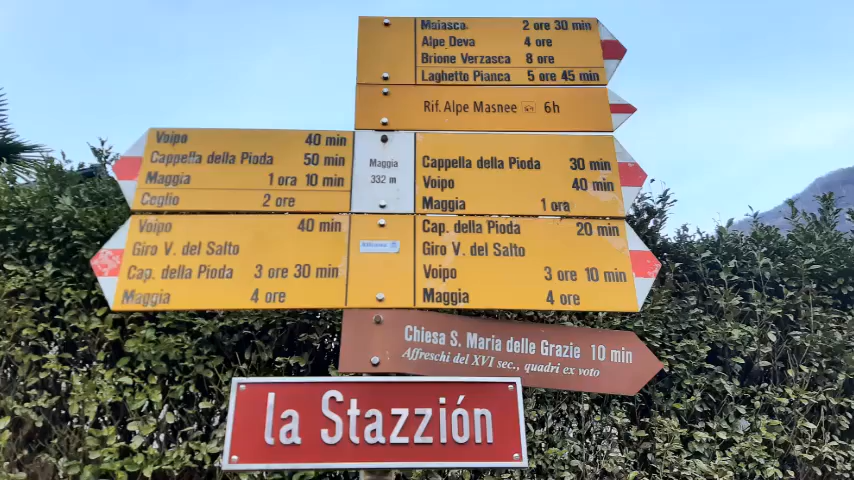 Moiasco 2 ore 30 min
Alpe Deva 4 ore
Brione Verzasca 8 ore
Laghetto Pianca 5 ore 45 min
Rif. Alpe Masnee 6h
Voipo 40 min
Cappella della Pioda 50 min
Maggia 1 ora 10 min
Coglio 2 ore
Maggia
332 m
Cappella della Pioda 30 min
Voipo 40 min
Maggia 1 ora
Voipo 40 min
Giro V. del Salto
Cap. della Pioda 3 ore 30 min
Maggia 4 ore
Cap. della Pioda 20 min
Giro V. del Salto
Voipo 3 ore 10 min
Maggia 4 ore
Chiesa S. Maria delle Grazie 10 min
Affreschi del XVI sec., quadri ex voto
la Stazzión